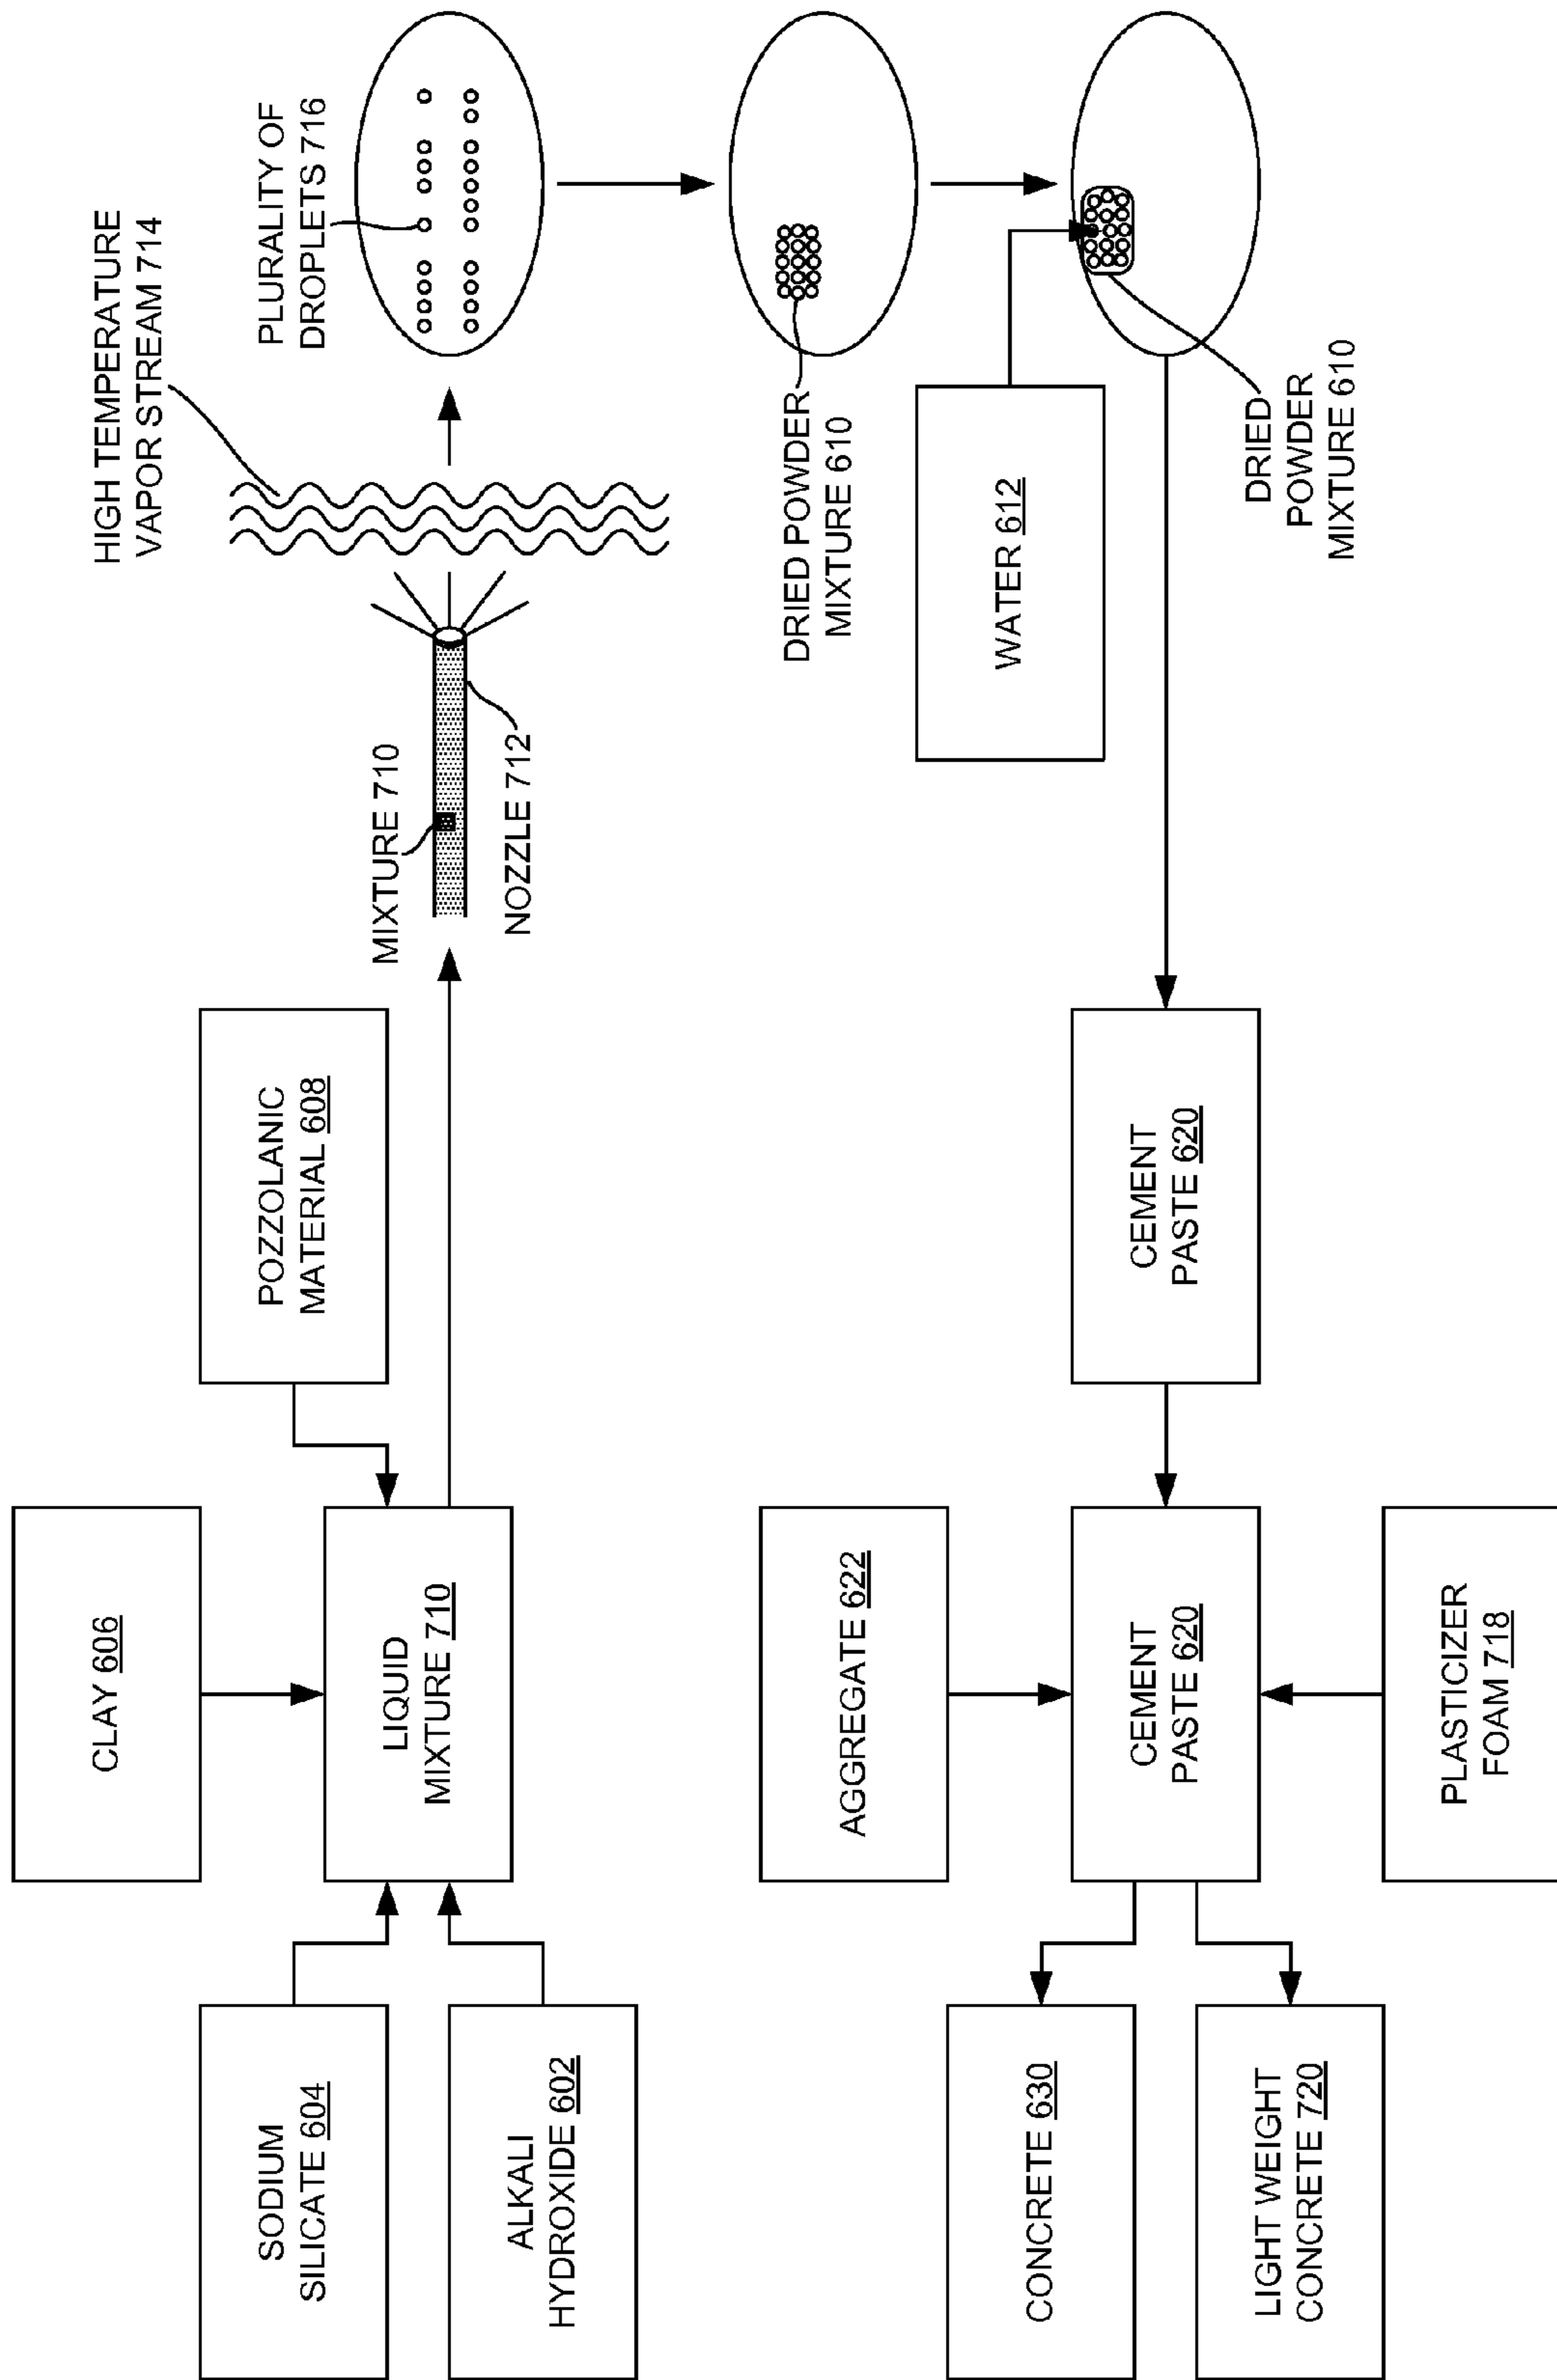 SODIUM
SILICATE 604
ALKALI
HYDROXIDE 602
CLAY 606
LIQUID
MIXTURE 710
POZZOLANIC
MATERIAL 608
MIXTURE 710
NOZZLE 712
HIGH TEMPERATURE
VAPOR STREAM 714
PLURALITY OF
DROPLETS 716
DRIED POWDER
MIXTURE 610
WATER 612
DRIED
POWDER
MIXTURE 610
CEMENT
PASTE 620
AGGREGATE 622
CEMENT
PASTE 620
PLASTICIZER
FOAM 718
CONCRETE 630
LIGHT WEIGHT
CONCRETE 720